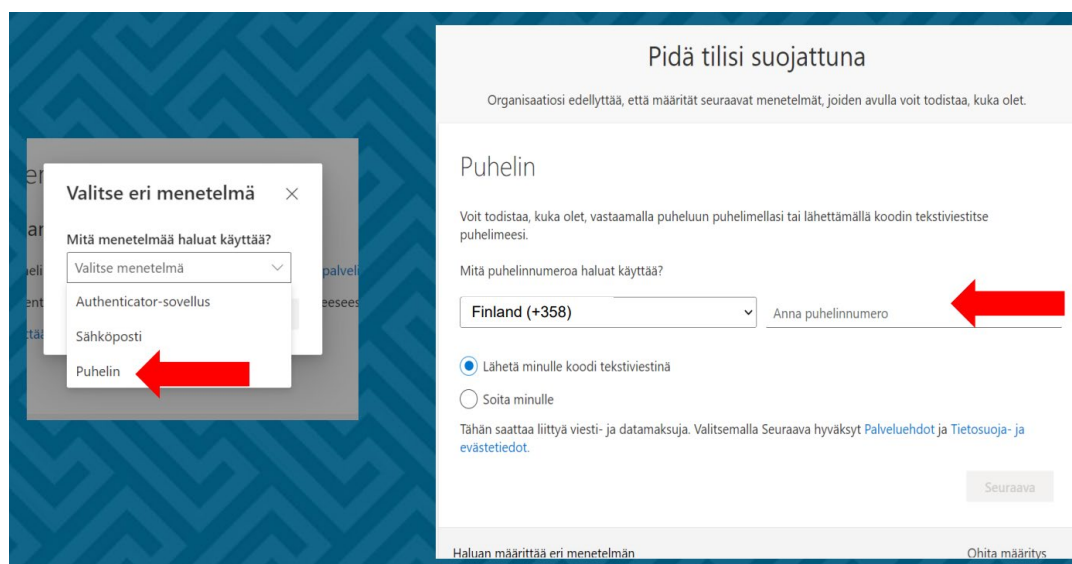 Valitse eri menetelmä
Mitä menetelmää haluat käyttää?
Valitse menetelmä
palveli
Authenticator-sovellus
eesees
Sähköposti
Puhelin
Pidä tilisi suojattuna
Organisaatiosi edellyttää, että määrität seuraavat menetelmät, joiden avulla voit todistaa, kuka olet.
Puhelin
Voit todistaa, kuka olet, vastaamalla puheluun puhelimellasi tai lähettämällä koodin tekstiviestitse
puhelimeesi.
Mitä puhelinnumeroa haluat käyttää?
Finland (+358)
Anna puhelinnumero
Lähetä minulle koodi tekstiviestinä
Soita minulle
Tähän saattaa liittyä viesti- ja datamaksuja. Valitsemalla Seuraava hyväksyt Palveluehdot ja Tietosuoja- ja
evästetiedot.
Seuraava
Haluan määrittää eri menetelmän
Ohita määritys